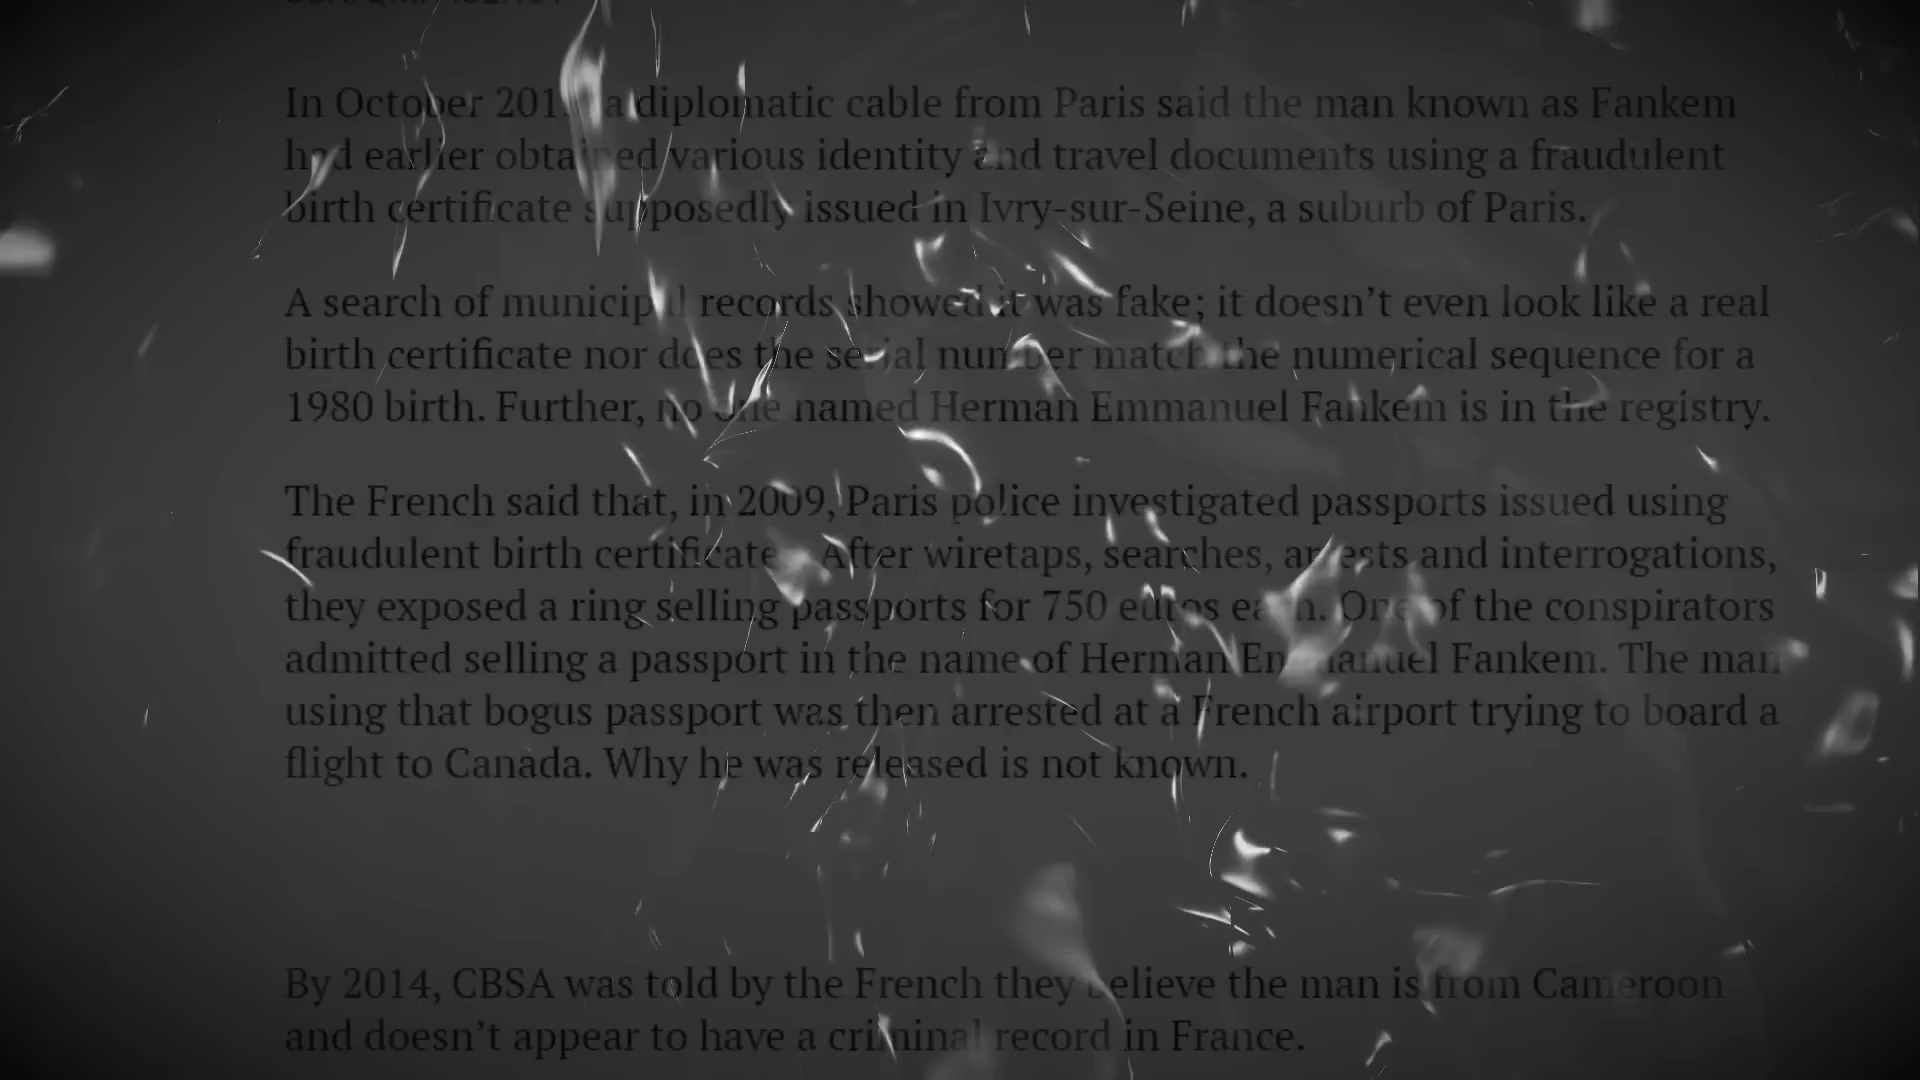 In October 201 a diplomatic cable from Paris said the man known as Fankem
had earlier obtained various identity and travel documents using a fraudulent
birth certificate supposedly issued in Ivry-sur-Seine, a suburb of Paris.
A search of municipal records showed it was fake; it doesn’t even look like a real
birth certificate nor does the serial number match the numerical sequence for a
1980 birth. Further, no one named Herman Emmanuel Fankem is in the registry.
The French said that, in 2009, Paris police investigated passports issued using
fraudulent birth certificates. After wiretaps, searches, arrests and interrogations,
they exposed a ring selling passports for 750 euros each. One of the conspirators
admitted selling a passport in the name of Herman Emmanuel Fankem. The man
using that bogus passport was then arrested at a French airport trying to board a
flight to Canada. Why he was released is not known.
By 2014, CBSA was told by the French they believe the man is from Cameroon
and doesn’t appear to have a criminal record in France.